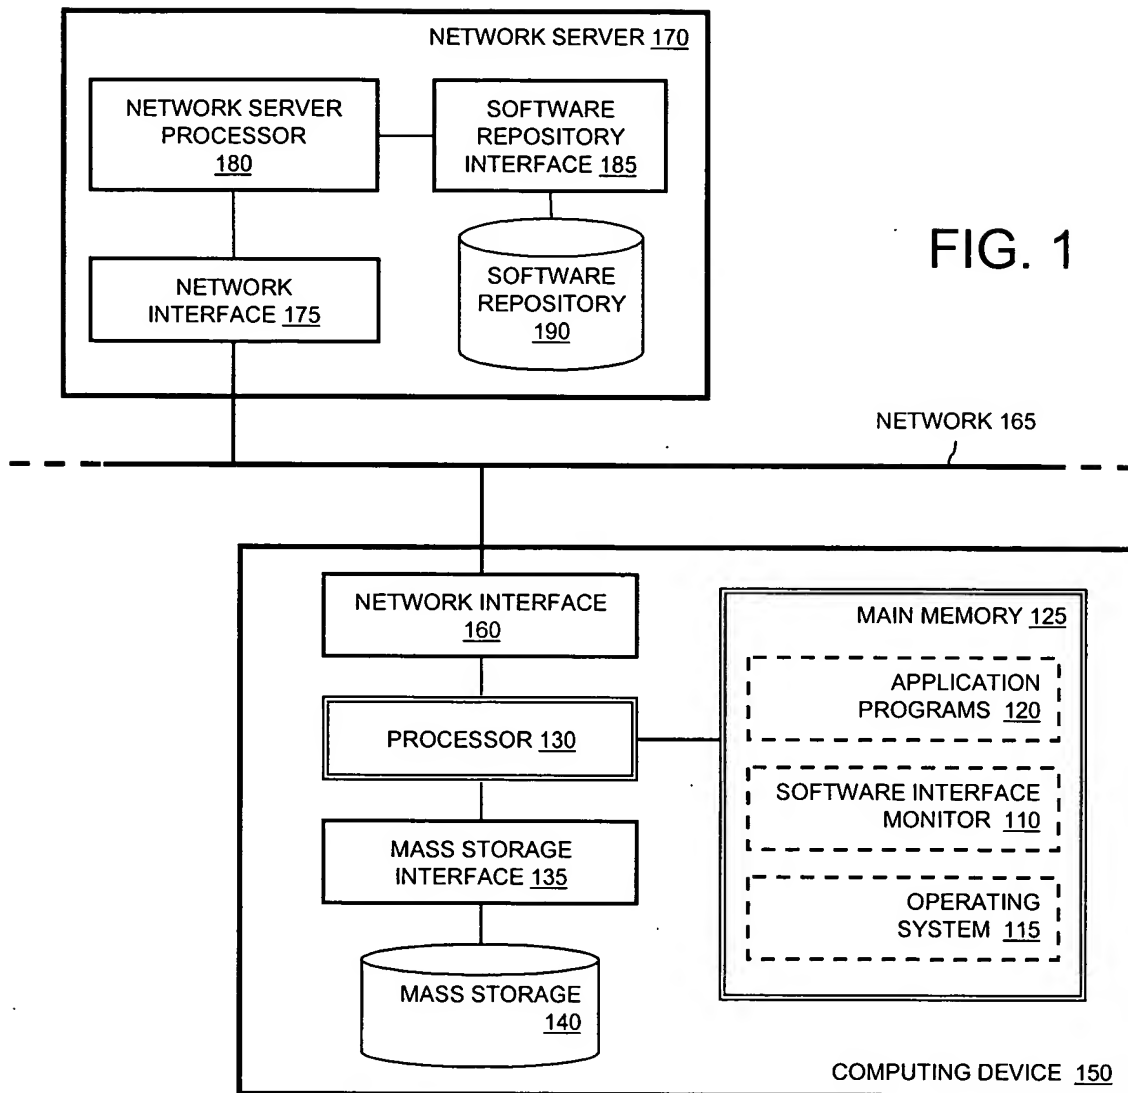 NETWORK SERVER 170
NETWORK SERVER
PROCESSOR
180
SOFTWARE
REPOSITORY
INTERFACE 185
NETWORK
INTERFACE 175
SOFTWARE
REPOSITORY
190
FIG. 1
NETWORK 165
NETWORK INTERFACE
160
PROCESSOR 130
MASS STORAGE
INTERFACE 135
MASS STORAGE
140
MAIN MEMORY 125
APPLICATION
PROGRAMS 120
SOFTWARE INTERFACE
MONITOR 110
OPERATING
SYSTEM 115
COMPUTING DEVICE 150